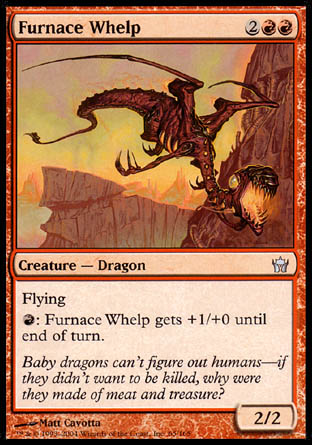 Furnace Whelp 2
Creature — Dragon
Flying
: Furnace Whelp gets +1/+0 until
end of turn.
Baby dragons can't figure out humans—if
they didn't want to be killed, why were
they made of meat and treasure?
Matt Cavotta
2/2